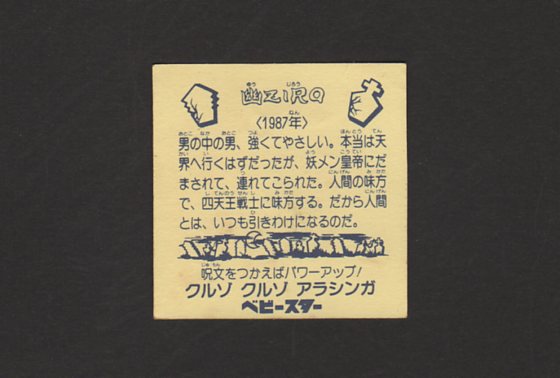 幽ZIRO
〈1987年〉
男の中の男、強くてやさしい。本当は天
界へ行くはずだったが、妖メン皇帝にだ
まされて、連れてこられた。人間の味方
で、四天王戦士に味方する。だから人間
とは、いつも引きわけになるのだ。
呪文をつかえばパワーアップ!
クルゾ クルゾ アラシンガ
ベビースター